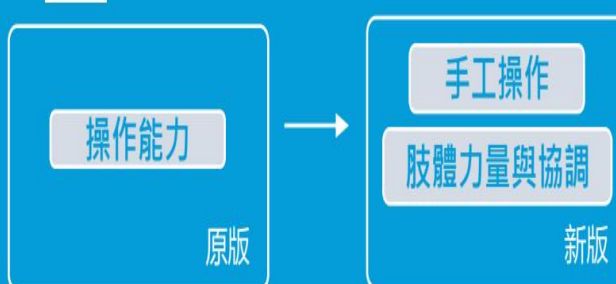 操作能力
原版
手工操作
肢體力量與協調
新版